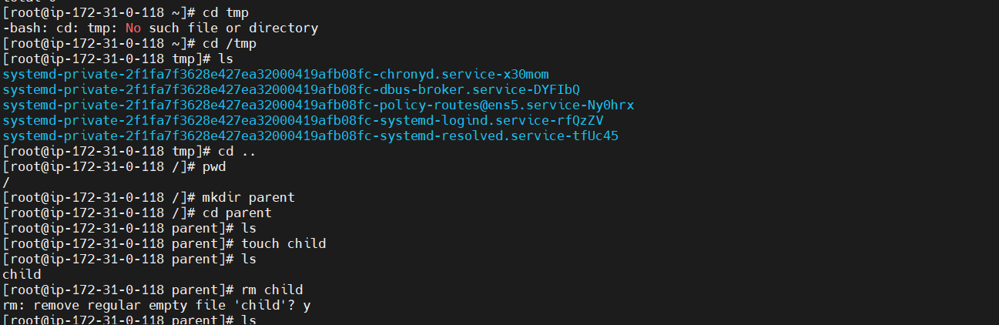 [root@ip-172-31-0-118 ~]# cd tmp
-bash: cd: tmp: No such file or directory
[root@ip-172-31-0-118 ~]# cd /tmp
[root@ip-172-31-0-118 tmp]# ls
systemd-private-2f1fa7f3628e427ea32000419afb08fc-chronyd.service-x30mom
systemd-private-2f1fa7f3628e427ea32000419afb08fc-dbus-broker.service-DYFIbQ
systemd-private-2f1fa7f3628e427ea32000419afb08fc-policy-routes@ens5.service-Ny0hrx
systemd-private-2f1fa7f3628e427ea32000419afb08fc-systemd-logind.service-rfQzZV
systemd-private-2f1fa7f3628e427ea32000419afb08fc-systemd-resolved.service-tfUc45
[root@ip-172-31-0-118 tmp]# cd ..
[root@ip-172-31-0-118 /]# pwd
/
[root@ip-172-31-0-118 /]# mkdir parent
[root@ip-172-31-0-118 /]# cd parent
[root@ip-172-31-0-118 parent]# ls
[root@ip-172-31-0-118 parent]# touch child
[root@ip-172-31-0-118 parent]# ls
child
[root@ip-172-31-0-118 parent]# rm child
rm: remove regular empty file 'child'? y
[root@ip-172-31-0-118 parent]# ls